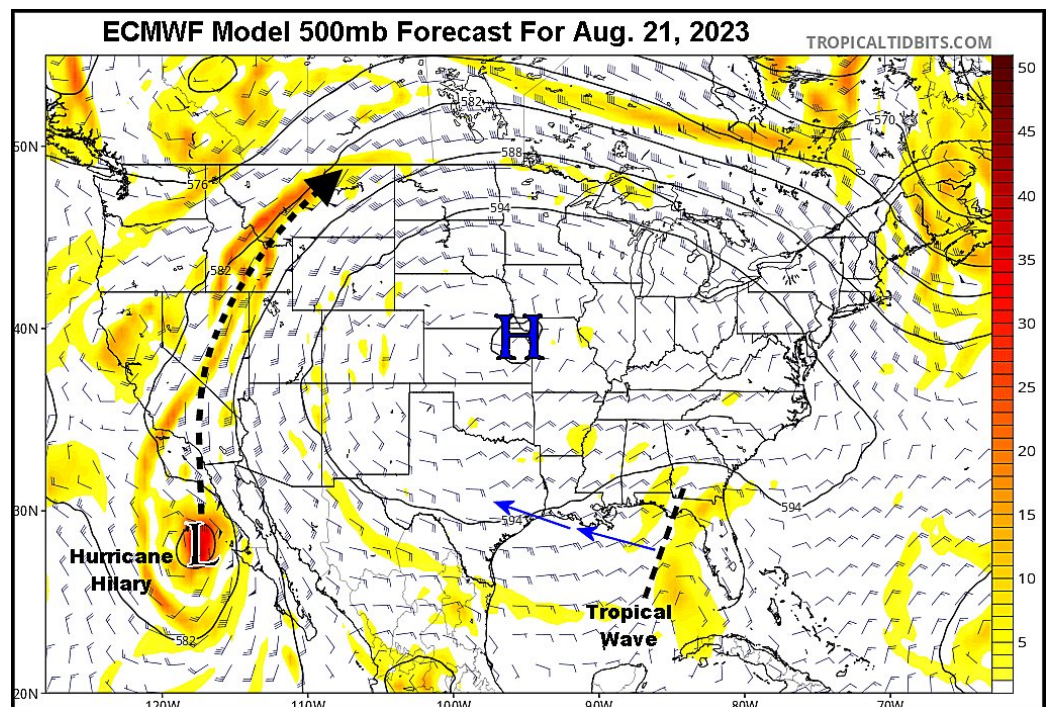 ECMWF Model 500mb Forecast For Aug. 21, 2023
TROPICALTIDBITS.COM
50
582
570
45
50N
588
576
40
594
35
582
40N
H
30
25
20
15
30N
594
594
L
Hurricane
Hilary
10
Tropical
Wave
582
5
20N
120W
110W
100W
90W
80W
70W